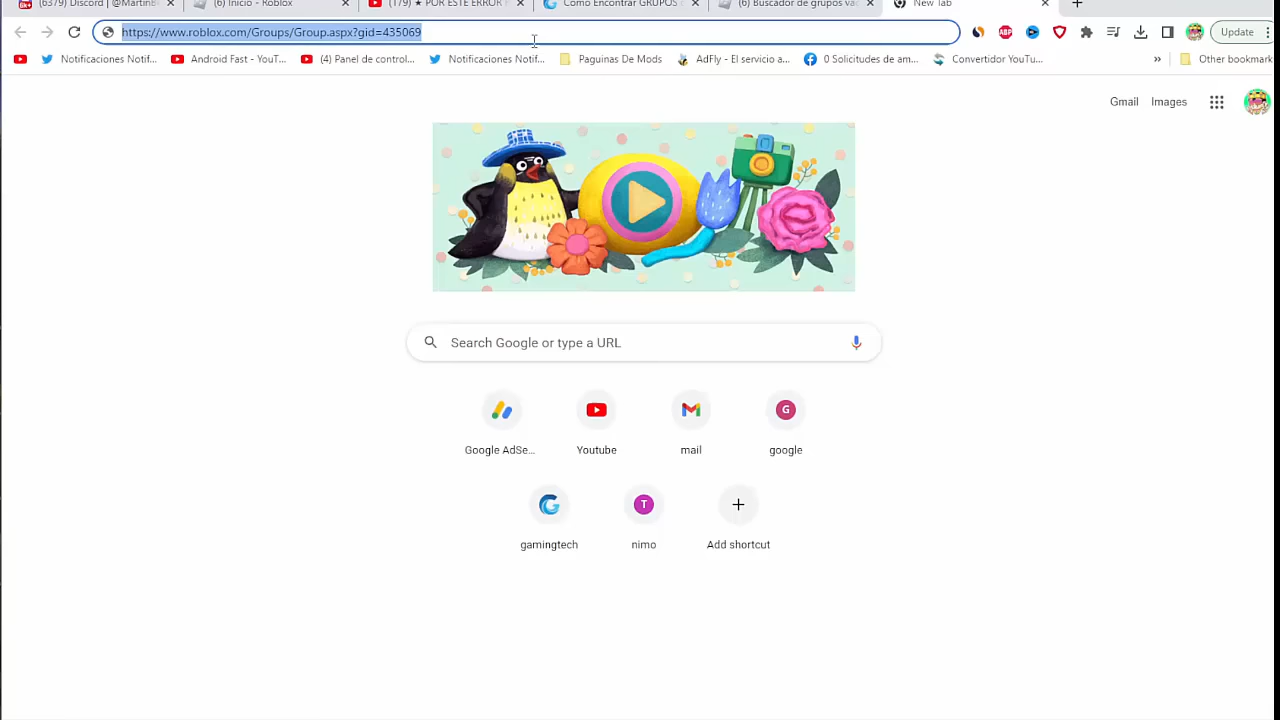 (6379) Discord | @MartinB
(6) Inicio - Roblox
(179) ★ POR ESTE ERROR
Como Encontrar GRUPOS
(6) Buscador de grupos va
New Tab
https://www.roblox.com/Groups/Group.aspx?gid=435069
ABP
Update
Notificaciones Notif...
Android Fast - YouT...
(4) Panel de control...
Notificaciones Notif...
Paguinas De Mods
AdFly - El servicio a...
0 Solicitudes de am...
Convertidor YouTu...
»
Other bookmark
Gmail
Images
Search Google or type a URL
G
Google AdSe...
Youtube
mail
google
T
gamingtech
nimo
Add shortcut